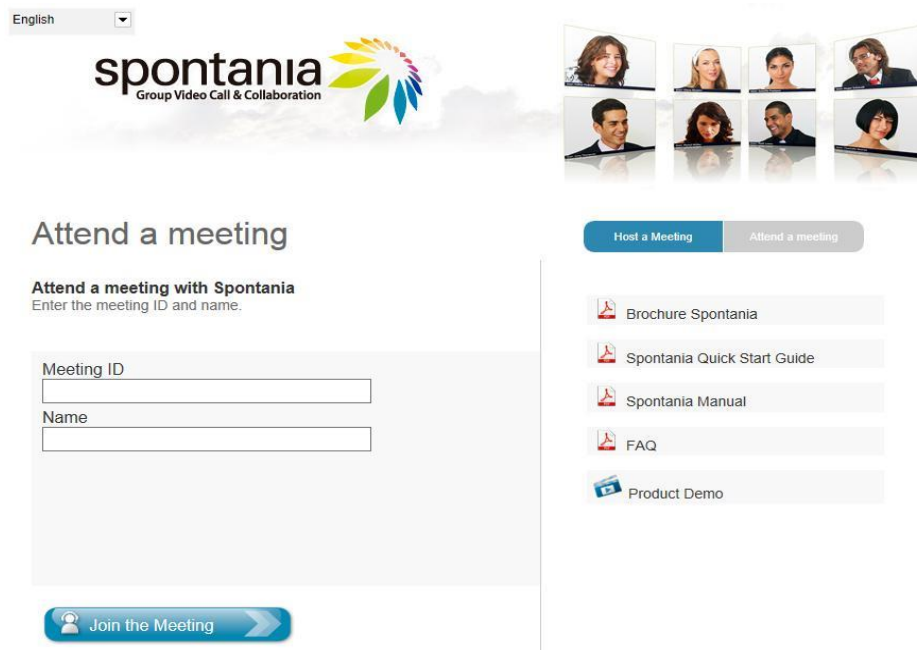 English
spontania
Group Video Call & Collaboration
Attend a meeting
Host a Meeting
Attend a meeting
Attend a meeting with Spontania
Enter the meeting ID and name.
Meeting ID
Name
Join the Meeting
Brochure Spontania
Spontania Quick Start Guide
Spontania Manual
FAQ
Product Demo